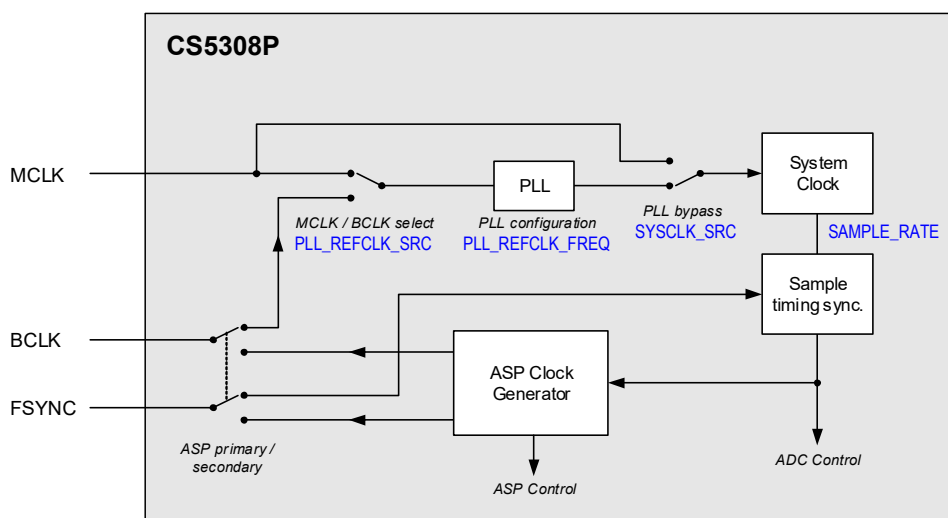 CS5308P
MCLK
PLL
System
Clock
MCLK / BCLK select
PLL_REFCLK_SRC
PLL configuration
PLL_REFCLK_FREQ
PLL bypass
SYSCLK_SRC
SAMPLE_RATE
Sample
timing sync.
BCLK
ASP Clock
Generator
FSYNC
ASP primary /
secondary
ADC Control
ASP Control